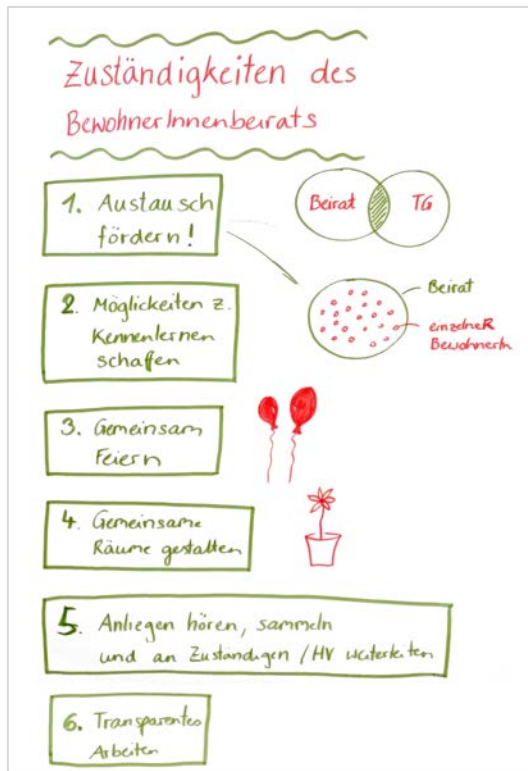 Zuständigkeiten des
BewohnerInnenbeirats
1. Austausch
fördern!
Beirat
TG
Beirat
einzelneR
BewohnerIn
2. Möglickeiten z.
Kennenlernen
schaffen
3. Gemeinsam
Feiern
4. Gemeinsame
Räume gestalten
5. Anliegen hören, sammeln
und an Zuständigen / HV weiterleiten
6. Transparentes
Arbeiten